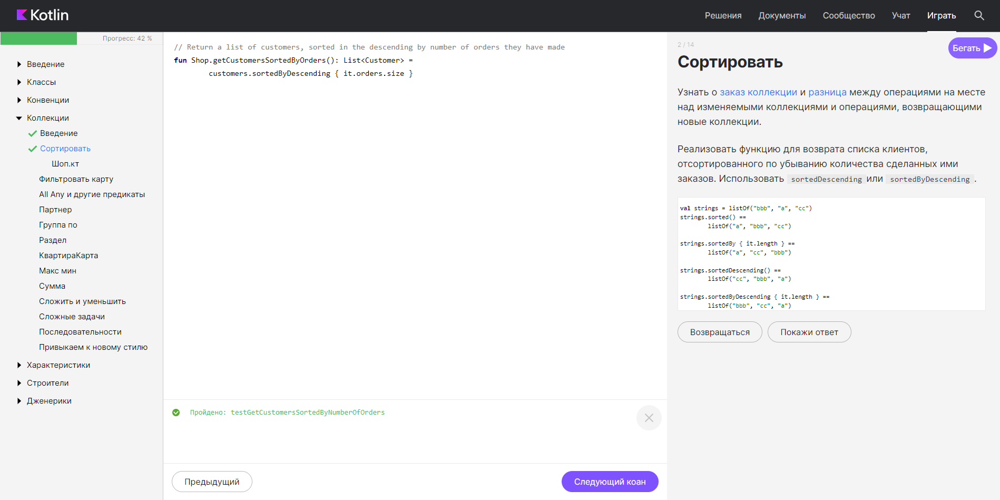 Kotlin
Решения Документы Сообщество Учат Играть
Прогресс: 42 %
Введение
Классы
Конвенции
Коллекции
Введение
Сортировать
Шоп.кт
Фильтровать карту
All Any и другие предикаты
Партнер
Группа по
Раздел
КвартираКарта
Макс мин
Сумма
Сложить и уменьшить
Сложные задачи
Последовательности
Привыкаем к новому стилю
Характеристики
Строители
Дженерики
// Return a list of customers, sorted in the descending by number of orders they have made
fun Shop.getCustomersSortedByOrders(): List<Customer> =
        customers.sortedByDescending { it.orders.size }
Пройдено: testGetCustomersSortedByNumberOfOrders
Предыдущий
Следующий коан
2 / 14
Бегать
Сортировать
Узнать о заказ коллекции и разница между операциями на месте
над изменяемыми коллекциями и операциями, возвращающими
новые коллекции.
Реализовать функцию для возврата списка клиентов,
отсортированного по убыванию количества сделанных ими
заказов. Использовать sortedDescending или sortedByDescending .
val strings = listOf("bbb", "a", "cc")
strings.sorted() ==
        listOf("a", "bbb", "cc")
strings.sortedBy { it.length } ==
        listOf("a", "cc", "bbb")
strings.sortedDescending() ==
        listOf("cc", "bbb", "a")
strings.sortedByDescending { it.length } ==
        listOf("bbb", "cc", "a")
Возвращаться
Покажи ответ